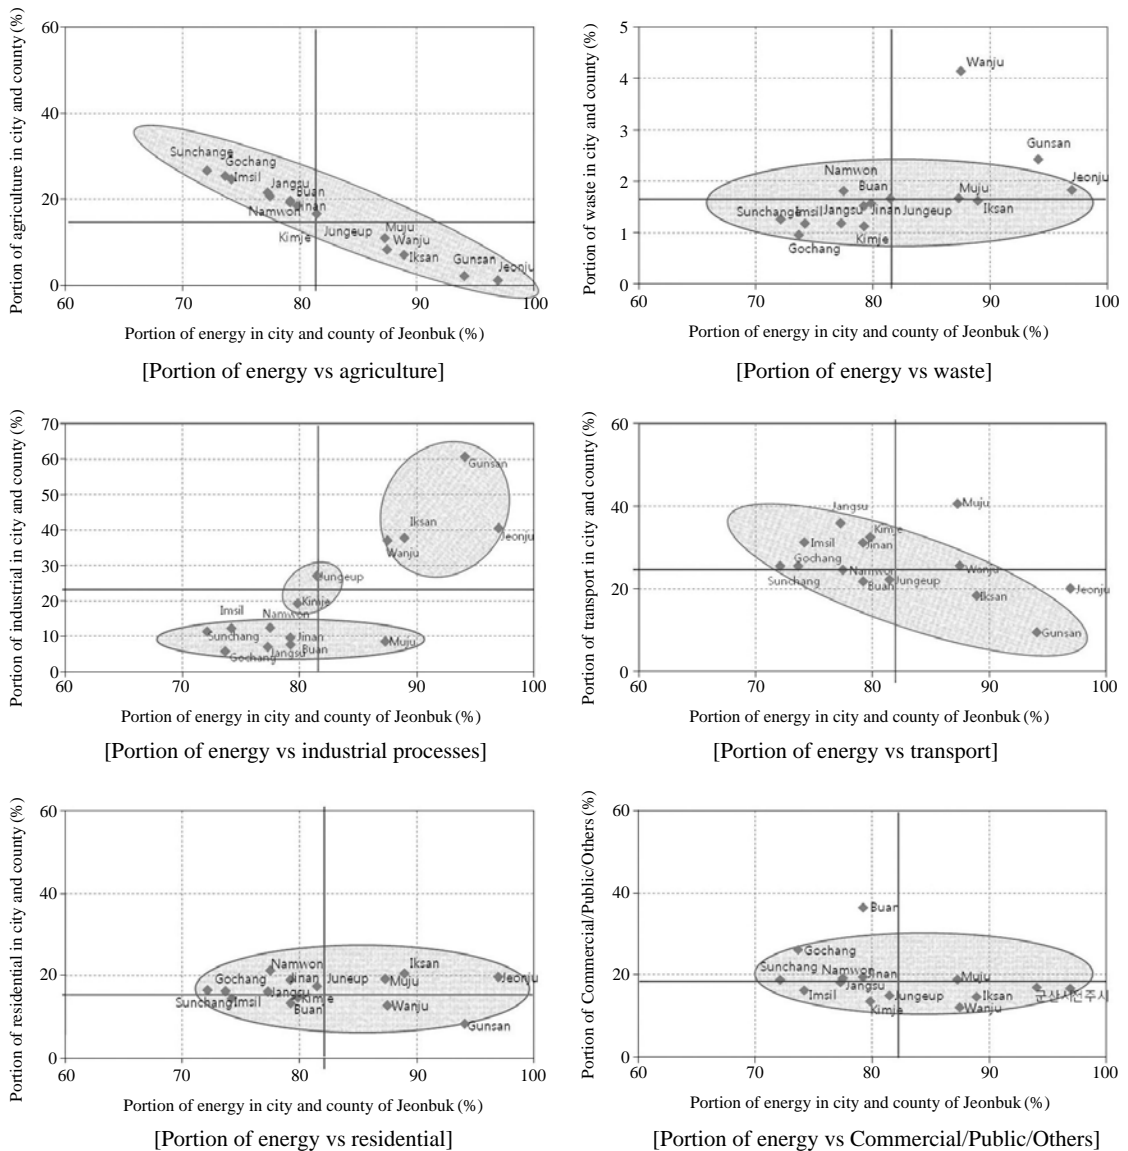 Portion of agriculture in city and county (%)
60
40
20
0
Sunchange
Gochang
Imsil
Jangsu
Buan
Namwon
Jinan
Kimje
Jungeup
Muju
Wanju
Iksan
Gunsan
Jeonju
60
70
80
90
100
Portion of energy in city and county of Jeonbuk (%)
[Portion of energy vs agriculture]
Portion of waste in city and county (%)
5
4
3
2
1
0
Wanju
Gunsan
Jeonju
Namwon
Buan
Muju
Sunchange
Imsil
Jangsu
Jinan
Jungeup
Iksan
Gochang
Kimje
60
70
80
90
100
Portion of energy in city and county of Jeonbuk (%)
[Portion of energy vs waste]
Portion of industrial in city and county (%)
70
60
50
40
30
20
10
0
Gunsan
Iksan
Jeonju
Wanju
Jungeup
Kimje
Imsil
Namwon
Sunchang
Jinan
Muju
Gochang
Jangsu
Buan
60
70
80
90
100
Portion of energy in city and county of Jeonbuk (%)
[Portion of energy vs industrial processes]
Portion of transport in city and county (%)
60
40
20
0
Jangsu
Muju
Kimje
Imsil
Jinan
Gochang
Wanju
Sunchang
Namwon
Buan
Jungeup
Iksan
Jeonju
Gunsan
60
70
80
90
100
Portion of energy in city and county of Jeonbuk (%)
[Portion of energy vs transport]
Portion of residential in city and county (%)
60
40
20
0
Namwon
Iksan
Gochang
Jinan
Juneup
Muju
Jeonju
Sunchang
Imsil
Jangsu
Kimje
Buan
Wanju
Gunsan
60
70
80
90
100
Portion of energy in city and county of Jeonbuk (%)
[Portion of energy vs residential]
Portion of Commercial/Public/Others (%)
60
40
20
0
Buan
Gochang
Sunchang
Namwon
Jinan
Muju
Imsil
Jangsu
Jungeup
Iksan
군산시
전주시
Kimje
Wanju
60
70
80
90
100
Portion of energy in city and county of Jeonbuk (%)
[Portion of energy vs Commercial/Public/Others]